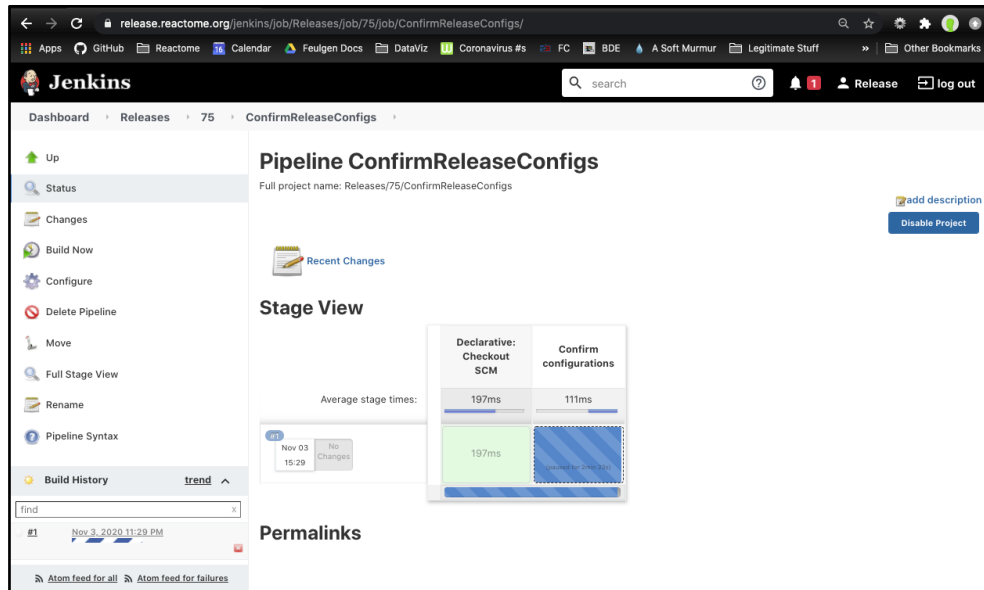 release.reactome.org/jenkins/job/Releases/job/75/job/ConfirmReleaseConfigs/
Apps GitHub Reactome 16 Calendar Feulgen Docs DataViz Coronavirus #s FC BDE A Soft Murmur Legitimate Stuff » Other Bookmarks
Jenkins search 1 Release log out
Dashboard Releases 75 ConfirmReleaseConfigs
Up
Status
Changes
Build Now
Configure
Delete Pipeline
Move
Full Stage View
Rename
Pipeline Syntax
Build History trend
find x
#1 Nov 3, 2020 11:29 PM
Atom feed for all Atom feed for failures
Pipeline ConfirmReleaseConfigs
Full project name: Releases/75/ConfirmReleaseConfigs
add description
Disable Project
Recent Changes
Stage View
Declarative:
Checkout
SCM
Confirm
configurations
Average stage times:
197ms 111ms
#1
Nov 03
15:29
No
Changes
197ms
Permalinks